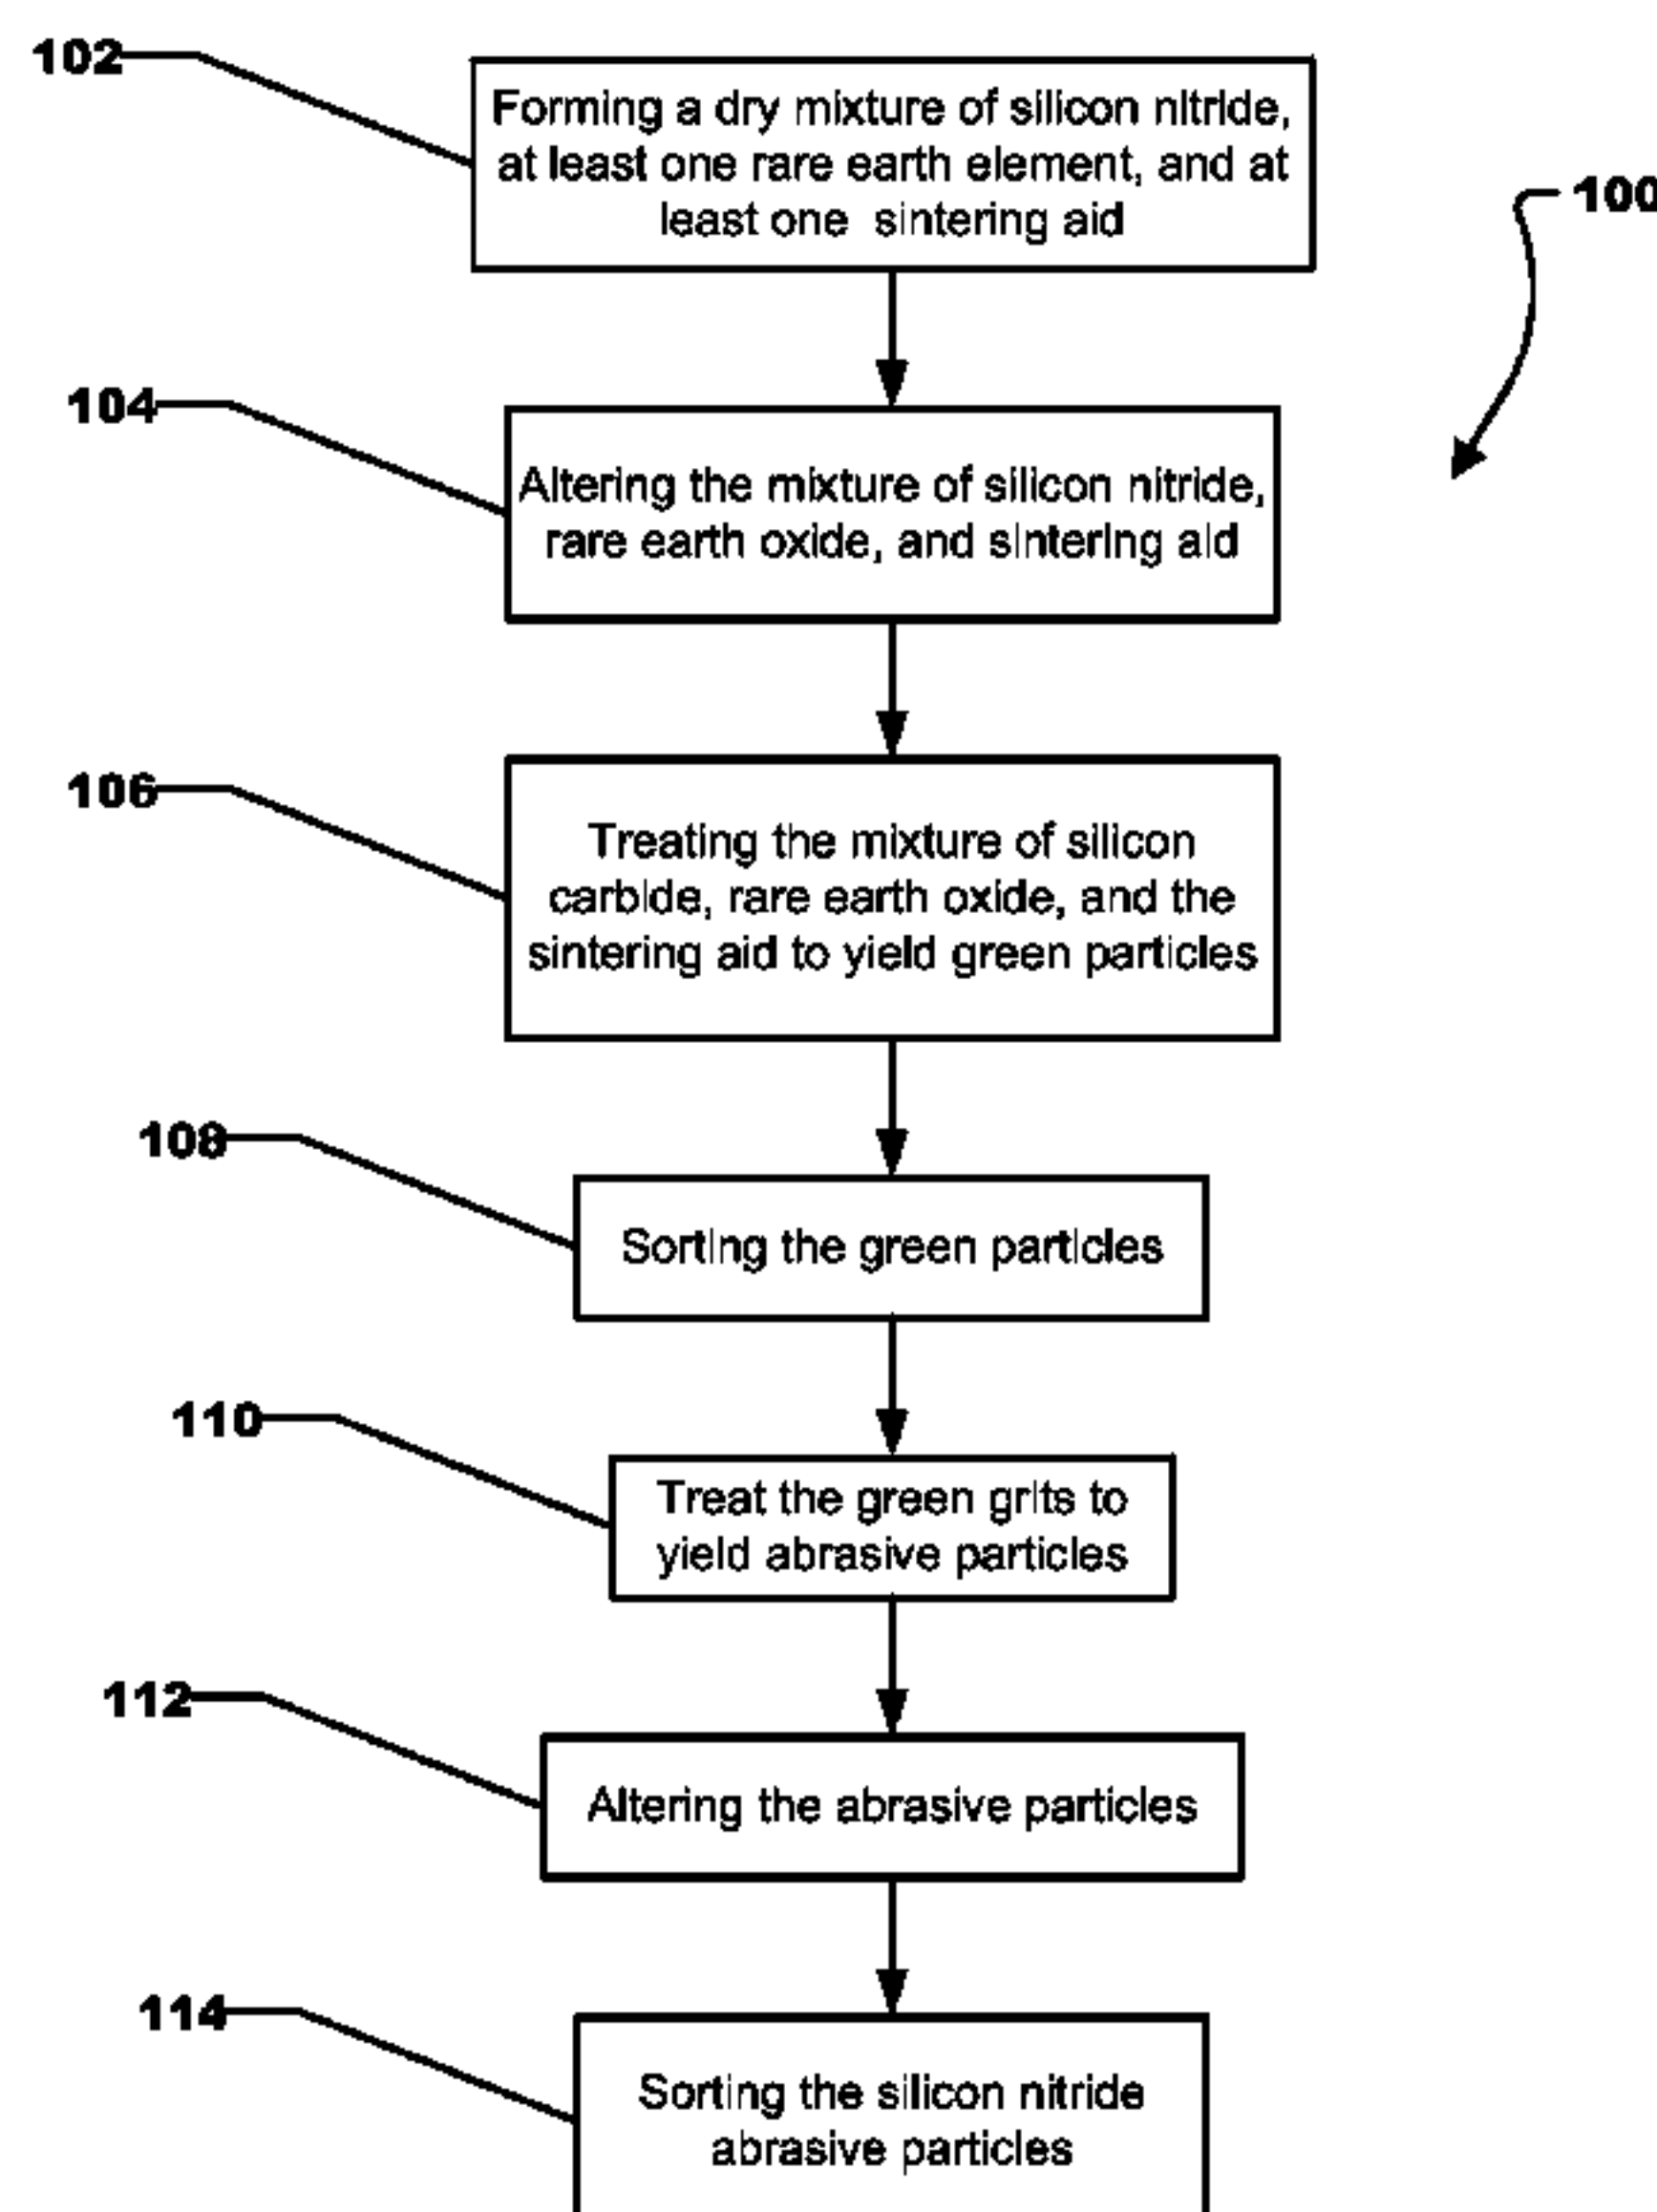 102
Forming a dry mixture of silicon nitride,
at least one rare earth element, and at
least one sintering aid
100
104
Altering the mixture of silicon nitride,
rare earth oxide, and sintering aid
106
Treating the mixture of silicon
carbide, rare earth oxide, and the
sintering aid to yield green particles
108
Sorting the green particles
110
Treat the green grits to
yield abrasive particles
112
Altering the abrasive particles
114
Sorting the silicon nitride
abrasive particles